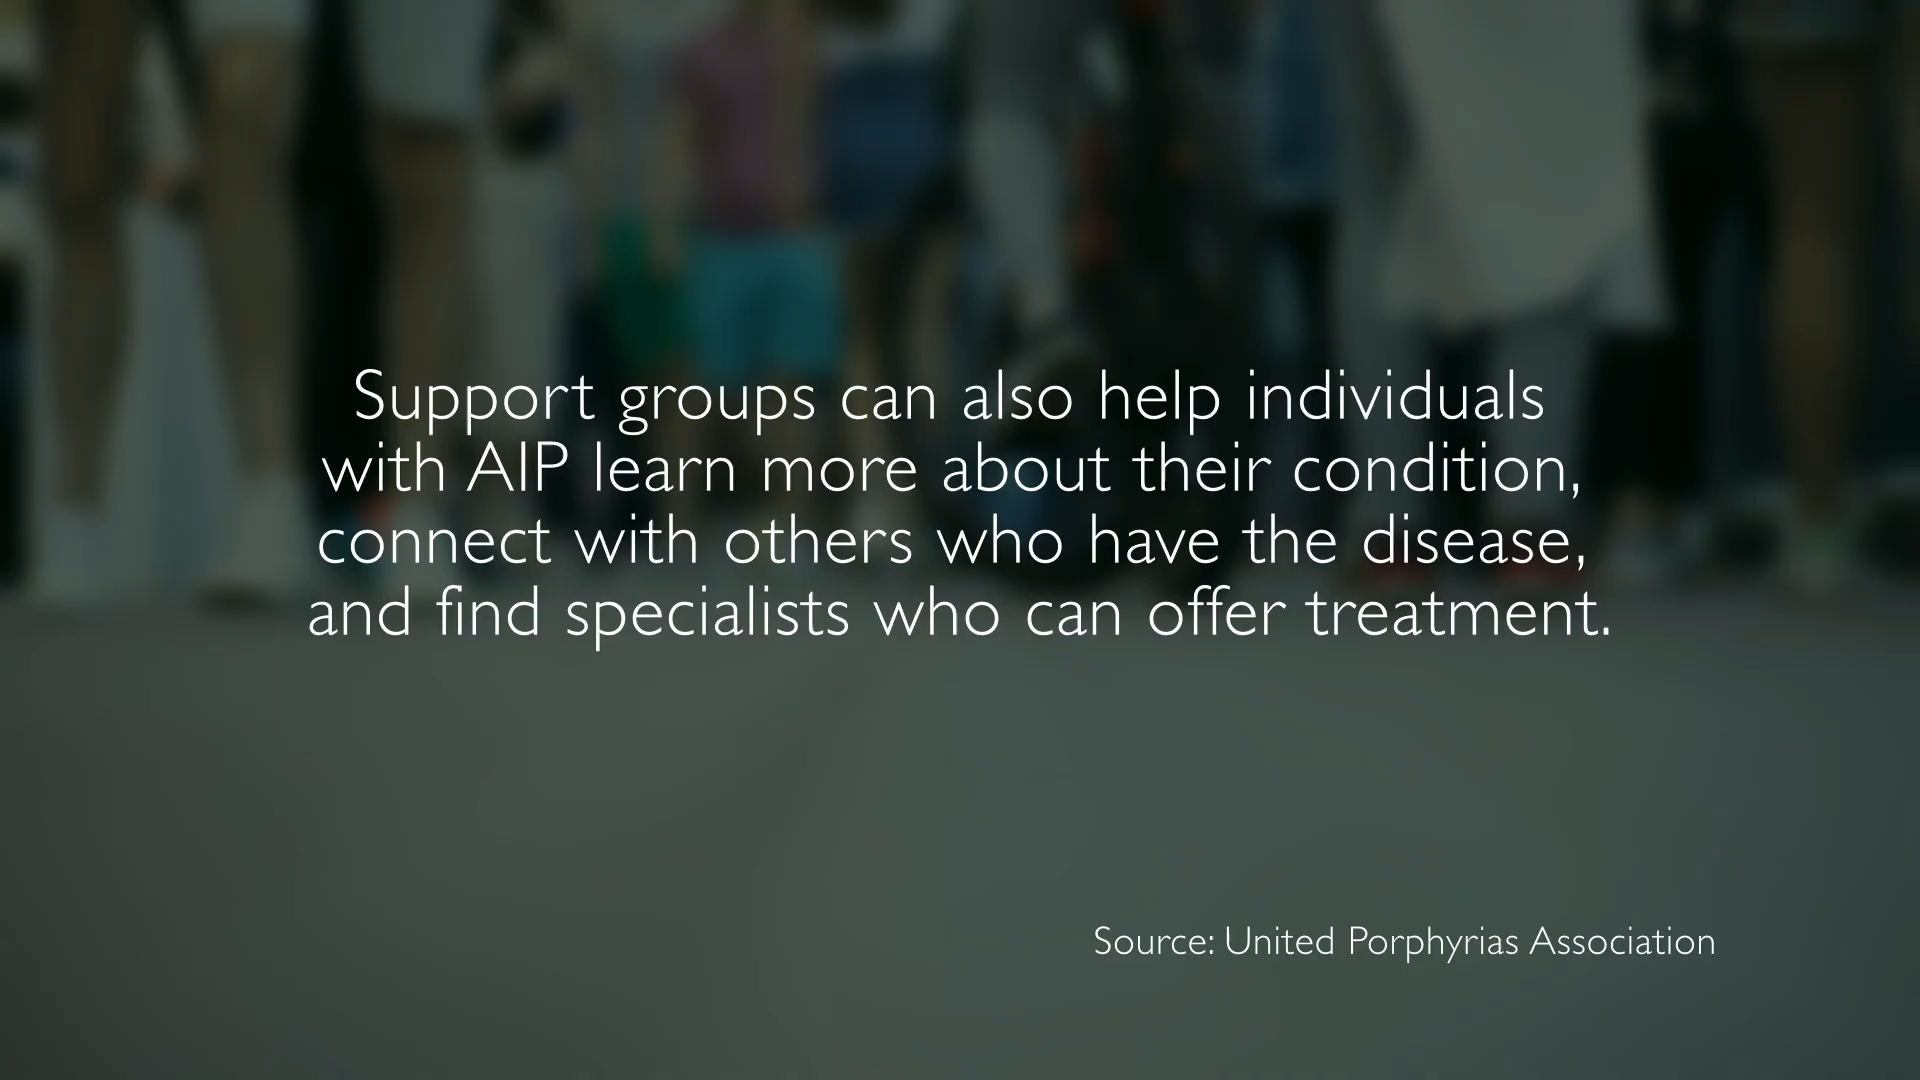 Support groups can also help individuals
with AIP learn more about their condition,
connect with others who have the disease,
and find specialists who can offer treatment.
Source: United Porphyrias Association